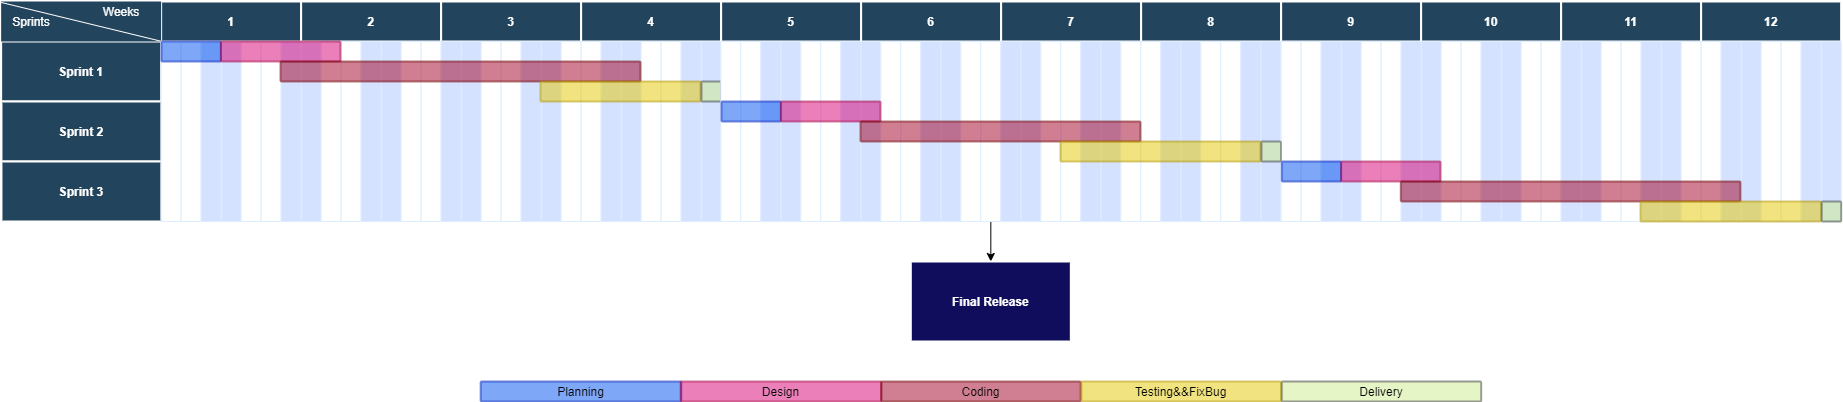 Weeks
Sprints
1 2 3 4 5 6 7 8 9 10 11 12
Sprint 1
Sprint 2
Sprint 3
Final Release
Planning Design Coding Testing&&FixBug Delivery